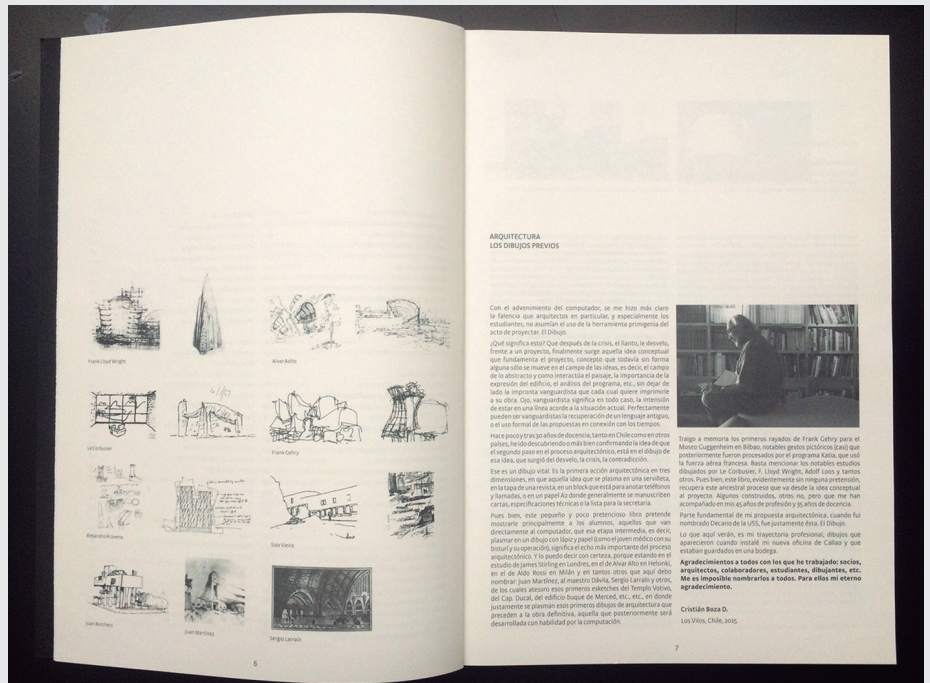 Frank Lloyd Wright
Alvar Aalto
Le Corbusier
Frank Gehry
Alejandro Aravena
Siza Vieira
Juan Borchers
Juan Martínez
Sergio Larraín
6
ARQUITECTURA
LOS DIBUJOS PREVIOS
Con el advenimiento del computador, se me hizo más claro
la falencia que arquitectos en particular, y especialmente los
estudiantes, no asumían el uso de la herramienta primigenia del
acto de proyectar. El Dibujo.
¿Qué significa esto? Que después de la crisis, el llanto, le desvelo,
frente a un proyecto, finalmente surge aquella idea conceptual
que fundamenta el proyecto, concepto que todavía sin forma
alguna sólo se mueve en el campo de las ideas, es decir, el campo
de lo abstracto y como interactúa el paisaje, la importancia de la
expresión del edificio, el análisis del programa, etc., sin dejar de
lado la impronta vanguardista que cada cual quiere imprimirle
a su obra. Ojo, vanguardista significa en todo caso, la intención
de estar en una línea acorde a la situación actual. Perfectamente
pueden ser vanguardistas la recuperación de un lenguaje antiguo,
o el uso formal de las propuestas en conexión con los tiempos.
Hace poco y tras 30 años de docencia, tanto en Chile como en otros
países, he ido descubriendo o más bien confirmando la idea de que
el segundo paso en el proceso arquitectónico, está en el dibujo de
esa idea, que surgió del desvelo, la crisis, la contradicción.
Ese es un dibujo vital. Es la primera acción arquitectónica en tres
dimensiones, en que aquella idea que se plasma en una servilleta,
en la tapa de una revista, en un block que está para anotar teléfonos
y llamadas, o en un papel A2 donde generalmente se manuscriben
cartas, especificaciones técnicas o la lista para la secretaria.
Pues bien, este pequeño y poco pretencioso libro pretende
mostrarle principalmente a los alumnos, aquellos que van
directamente al computador, que esa etapa intermedia, es decir,
plasmar en un dibujo con lápiz y papel (como el joven médico con su
bisturí y su operación), significa el echo más importante del proceso
arquitectónico. Y lo puedo decir con certeza, porque estando en el
estudio de James Stirling en Londres, en el de Alvar Alto en Helsinki,
en el de Aldo Rossi en Milán y en tantos otros que aquí debo
nombrar: Juan Martínez, al maestro Dávila, Sergio Larraín y otros,
de los cuales atesoro esos primeros esketches del Templo Votivo,
del Cap. Ducal, del edificio buque de Merced, etc., etc., en donde
justamente se plasman esos primeros dibujos de arquitectura que
preceden a la obra definitiva, aquella que posteriormente será
desarrollada con habilidad por la computación.
Traigo a memoria los primeros rayados de Frank Gehry para el
Museo Guggenheim en Bilbao, notables gestos pictóricos (casi) que
posteriormente fueron procesados por el programa Katia, que usó
la fuerza aérea francesa. Basta mencionar los notables estudios
dibujados por Le Corbusier, F. Lloyd Wright, Adolf Loos y tantos
otros. Pues bien, este libro, evidentemente sin ninguna pretensión,
recupera este ancestral proceso que va desde la idea conceptual
al proyecto. Algunos construidos, otros no, pero que me han
acompañado en mis 45 años de profesión y 35 años de docencia.
Parte fundamental de mi propuesta arquitectónica, cuando fui
nombrado Decano de la USS, fue justamente ésta. El Dibujo.
Lo que aquí verán, es mi trayectoria profesional, dibujos que
aparecieron cuando instalé mi nueva oficina de Callao y que
estaban guardados en una bodega.
Agradecimientos a todos con los que he trabajado: socios,
arquitectos, colaboradores, estudiantes, dibujantes, etc.
Me es imposible nombrarlos a todos. Para ellos mi eterno
agradecimiento.
Cristián Boza D.
Los Vilos, Chile, 2015
7